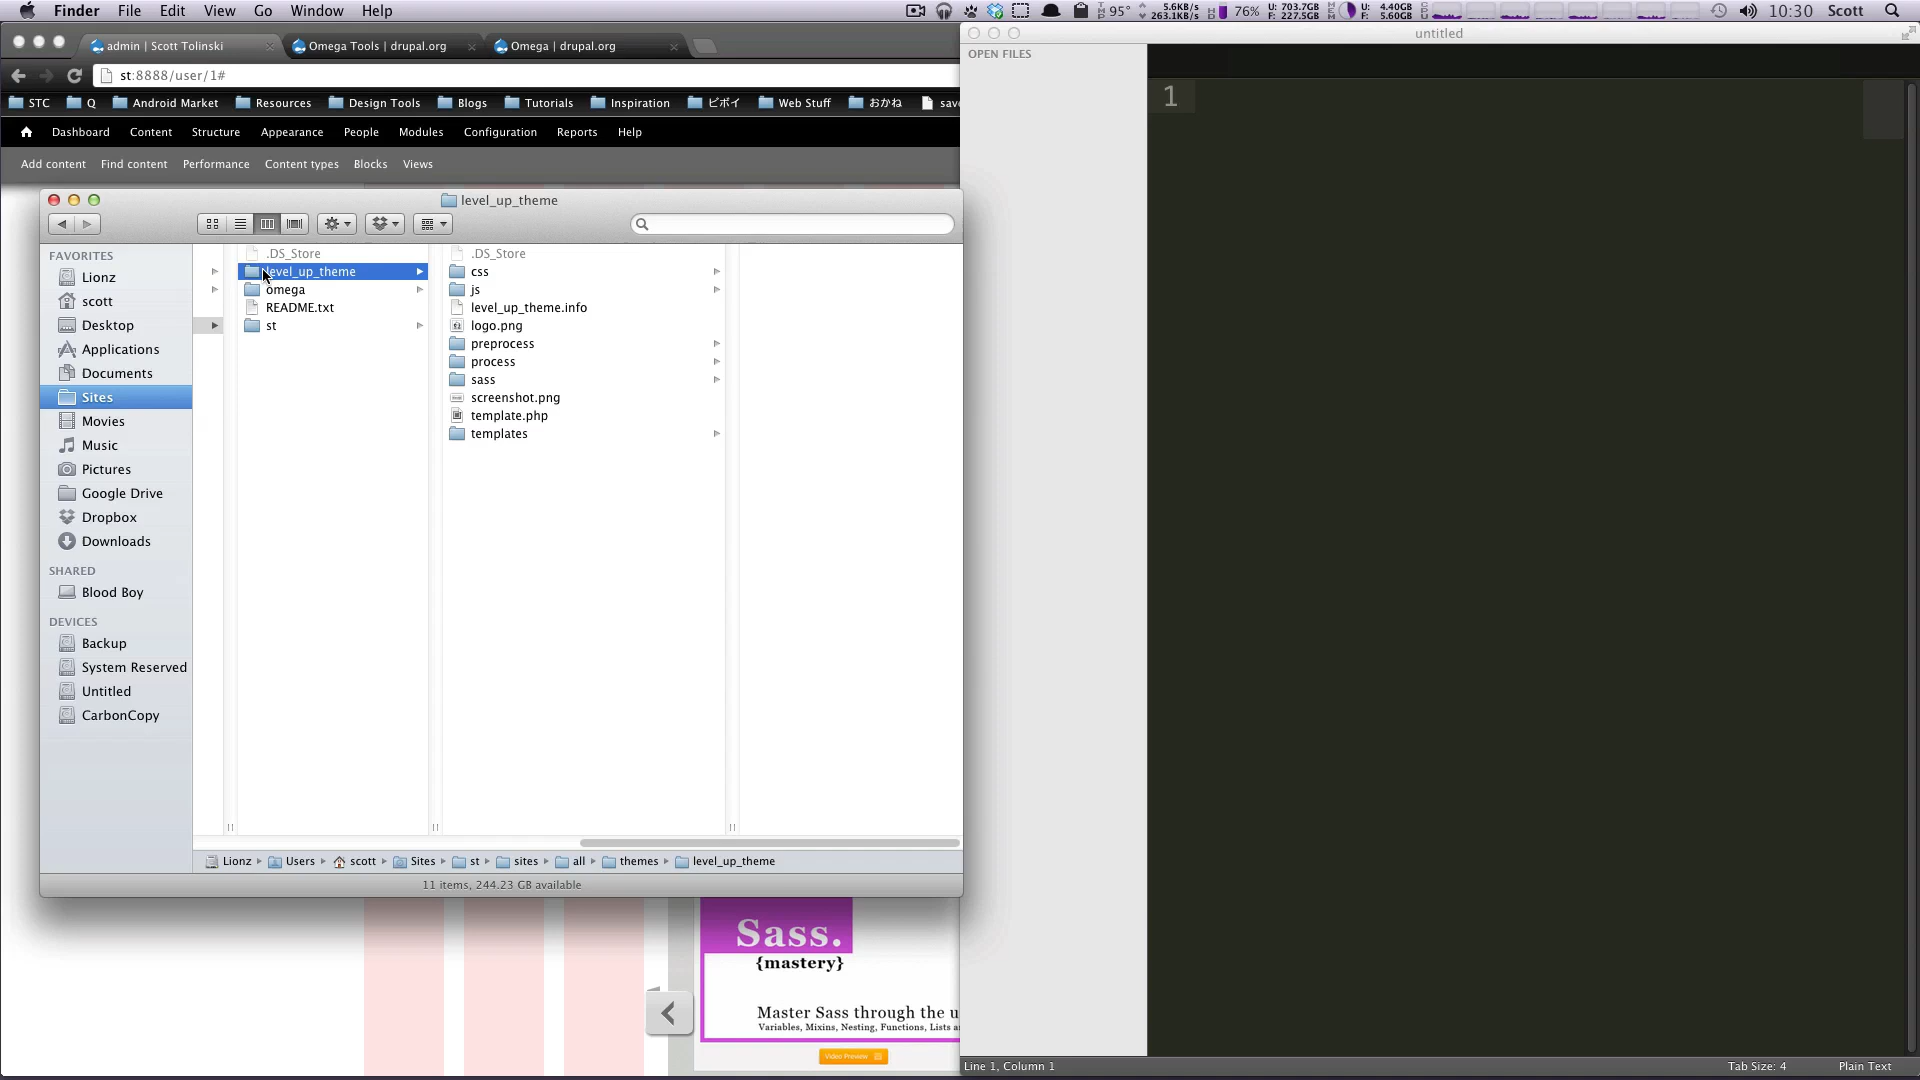 Finder File Edit View Go Window Help
95° 5.6KB/s 263.1KB/s 76% U: 703.7GB F: 227.5GB U: 4.40GB F: 5.60GB 10:30 Scott
admin | Scott Tolinski Omega Tools | drupal.org Omega | drupal.org
st:8888/user/1#
STC Q Android Market Resources Design Tools Blogs Tutorials Inspiration ビボイ Web Stuff おかね save
Dashboard Content Structure Appearance People Modules Configuration Reports Help
Add content Find content Performance Content types Blocks Views
level_up_theme
FAVORITES
Lionz
scott
Desktop
Applications
Documents
Sites
Movies
Music
Pictures
Google Drive
Dropbox
Downloads
SHARED
Blood Boy
DEVICES
Backup
System Reserved
Untitled
CarbonCopy
.DS_Store
level_up_theme
omega
README.txt
st
.DS_Store
css
js
level_up_theme.info
logo.png
preprocess
process
sass
screenshot.png
template.php
templates
Lionz Users scott Sites st sites all themes level_up_theme
11 items, 244.23 GB available
Sass.
{mastery}
Master Sass through the u
Variables, Mixins, Nesting, Functions, Lists a
Video Preview
untitled
OPEN FILES
1
Line 1, Column 1 Tab Size: 4 Plain Text